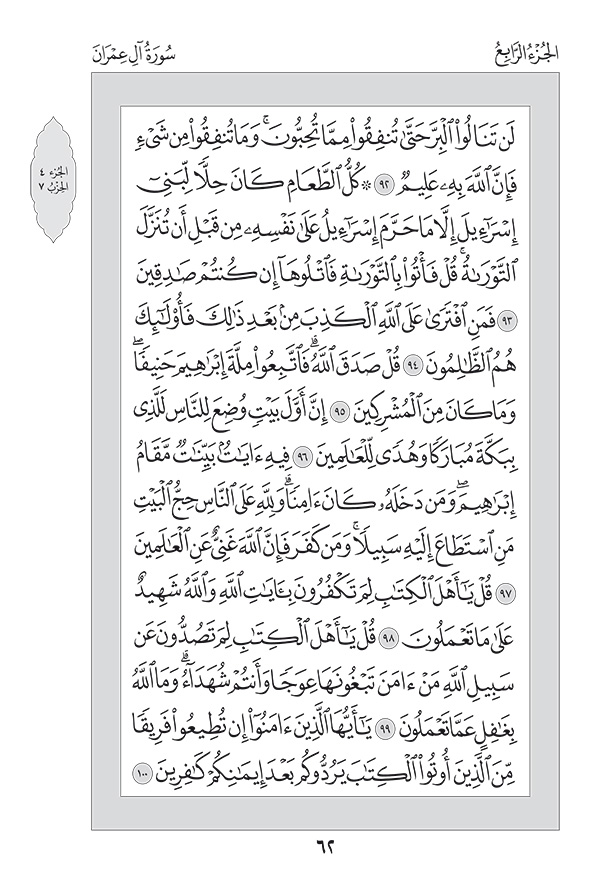 الجُزْءُ الرَّابِعُ
سُورَةُ آلِ عِمْرَانَ
الجزء ٤
الحزب ٧
لَن تَنَالُوا۟ ٱلْبِرَّ حَتَّىٰ تُنفِقُوا۟ مِمَّا تُحِبُّونَ ۚ وَمَا تُنفِقُوا۟ مِن شَىْءٍ
فَإِنَّ ٱللَّهَ بِهِۦ عَلِيمٌ ٩٢ ۞ كُلُّ ٱلطَّعَامِ كَانَ حِلًّا لِّبَنِىٓ
إِسْرَٰٓءِيلَ إِلَّا مَا حَرَّمَ إِسْرَٰٓءِيلُ عَلَىٰ نَفْسِهِۦ مِن قَبْلِ أَن تُنَزَّلَ
ٱلتَّوْرَىٰةُ ۗ قُلْ فَأْتُوا۟ بِٱلتَّوْرَىٰةِ فَٱتْلُوهَآ إِن كُنتُمْ صَـٰدِقِينَ
٩٣ فَمَنِ ٱفْتَرَىٰ عَلَى ٱللَّهِ ٱلْكَذِبَ مِنۢ بَعْدِ ذَٰلِكَ فَأُو۟لَـٰٓئِكَ
هُمُ ٱلظَّـٰلِمُونَ ٩٤ قُلْ صَدَقَ ٱللَّهُ ۗ فَٱتَّبِعُوا۟ مِلَّةَ إِبْرَٰهِيمَ حَنِيفًا ۖ
وَمَا كَانَ مِنَ ٱلْمُشْرِكِينَ ٩٥ إِنَّ أَوَّلَ بَيْتٍ وُضِعَ لِلنَّاسِ لَلَّذِى
بِبَكَّةَ مُبَارَكًا وَهُدًى لِّلْعَـٰلَمِينَ ٩٦ فِيهِ ءَايَـٰتٌۢ بَيِّنَـٰتٌ مَّقَامُ
إِبْرَٰهِيمَ ۖ وَمَن دَخَلَهُۥ كَانَ ءَامِنًا ۗ وَلِلَّهِ عَلَى ٱلنَّاسِ حِجُّ ٱلْبَيْتِ
مَنِ ٱسْتَطَاعَ إِلَيْهِ سَبِيلًا ۚ وَمَن كَفَرَ فَإِنَّ ٱللَّهَ غَنِىٌّ عَنِ ٱلْعَـٰلَمِينَ
٩٧ قُلْ يَـٰٓأَهْلَ ٱلْكِتَـٰبِ لِمَ تَكْفُرُونَ بِـَٔايَـٰتِ ٱللَّهِ وَٱللَّهُ شَهِيدٌ
عَلَىٰ مَا تَعْمَلُونَ ٩٨ قُلْ يَـٰٓأَهْلَ ٱلْكِتَـٰبِ لِمَ تَصُدُّونَ عَن
سَبِيلِ ٱللَّهِ مَنْ ءَامَنَ تَبْغُونَهَا عِوَجًا وَأَنتُمْ شُهَدَآءُ ۗ وَمَا ٱللَّهُ
بِغَـٰفِلٍ عَمَّا تَعْمَلُونَ ٩٩ يَـٰٓأَيُّهَا ٱلَّذِينَ ءَامَنُوٓا۟ إِن تُطِيعُوا۟ فَرِيقًا
مِّنَ ٱلَّذِينَ أُوتُوا۟ ٱلْكِتَـٰبَ يَرُدُّوكُم بَعْدَ إِيمَـٰنِكُمْ كَـٰفِرِينَ ١٠٠
٦٢